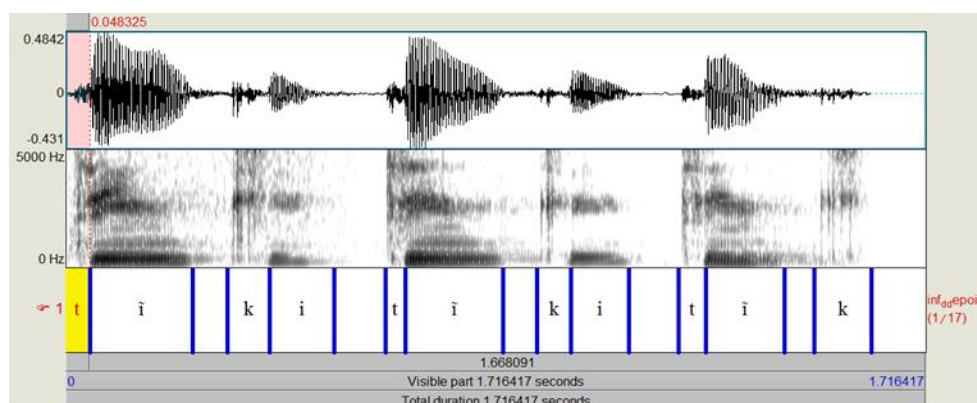 0.048325
0.4842
0
-0.431
5000 Hz
0 Hz
1 t ĩ k i t ĩ k i t ĩ k
inf_ddepoi
(1/17)
1.668091
0 Visible part 1.716417 seconds 1.716417
Total duration 1.716417 seconds